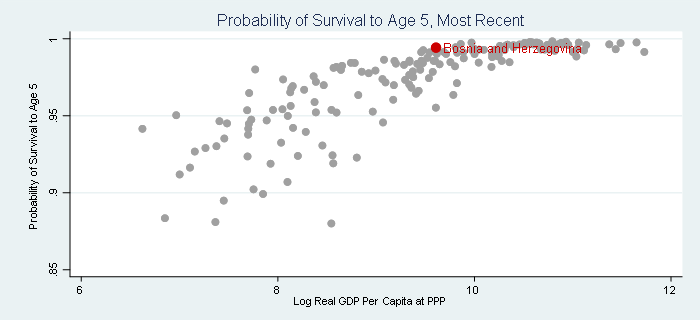 Probability of Survival to Age 5, Most Recent
Probability of Survival to Age 5
1
.95
.9
.85
Bosnia and Herzegovina
6
8
10
12
Log Real GDP Per Capita at PPP